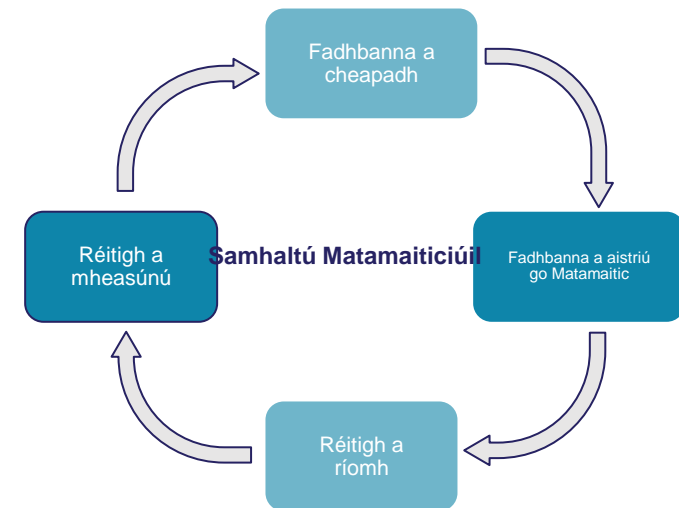 Fadhbanna a
cheapadh
Samhaltú Matamaiticiúil
Fadhbanna a aistriú
go Matamaitic
Réitigh a
ríomh
Réitigh a
mheasúnú